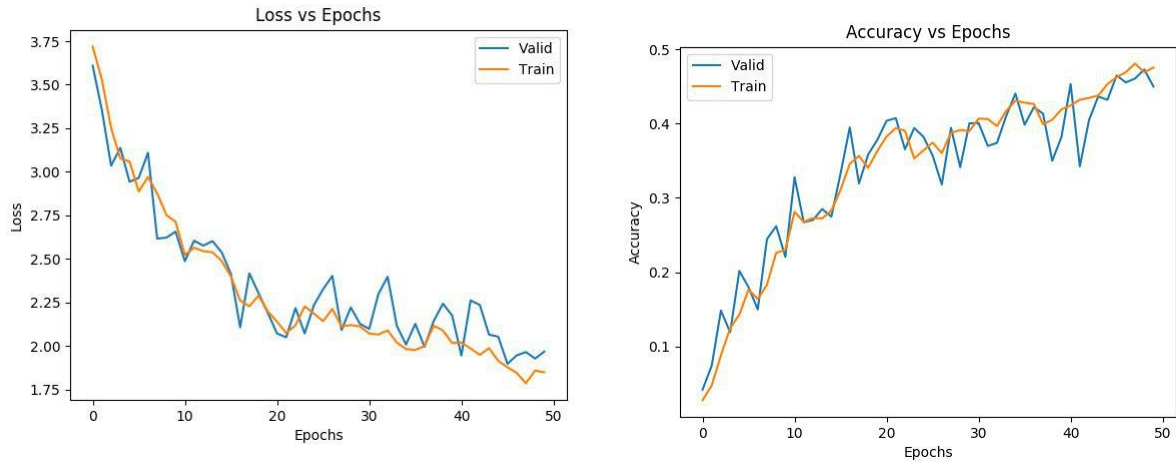 Loss vs Epochs
3.75
3.50
3.25
3.00
2.75
2.50
2.25
2.00
1.75
Loss
Valid
Train
0 10 20 30 40 50
Epochs
Accuracy vs Epochs
0.5
0.4
0.3
0.2
0.1
Accuracy
Valid
Train
0 10 20 30 40 50
Epochs